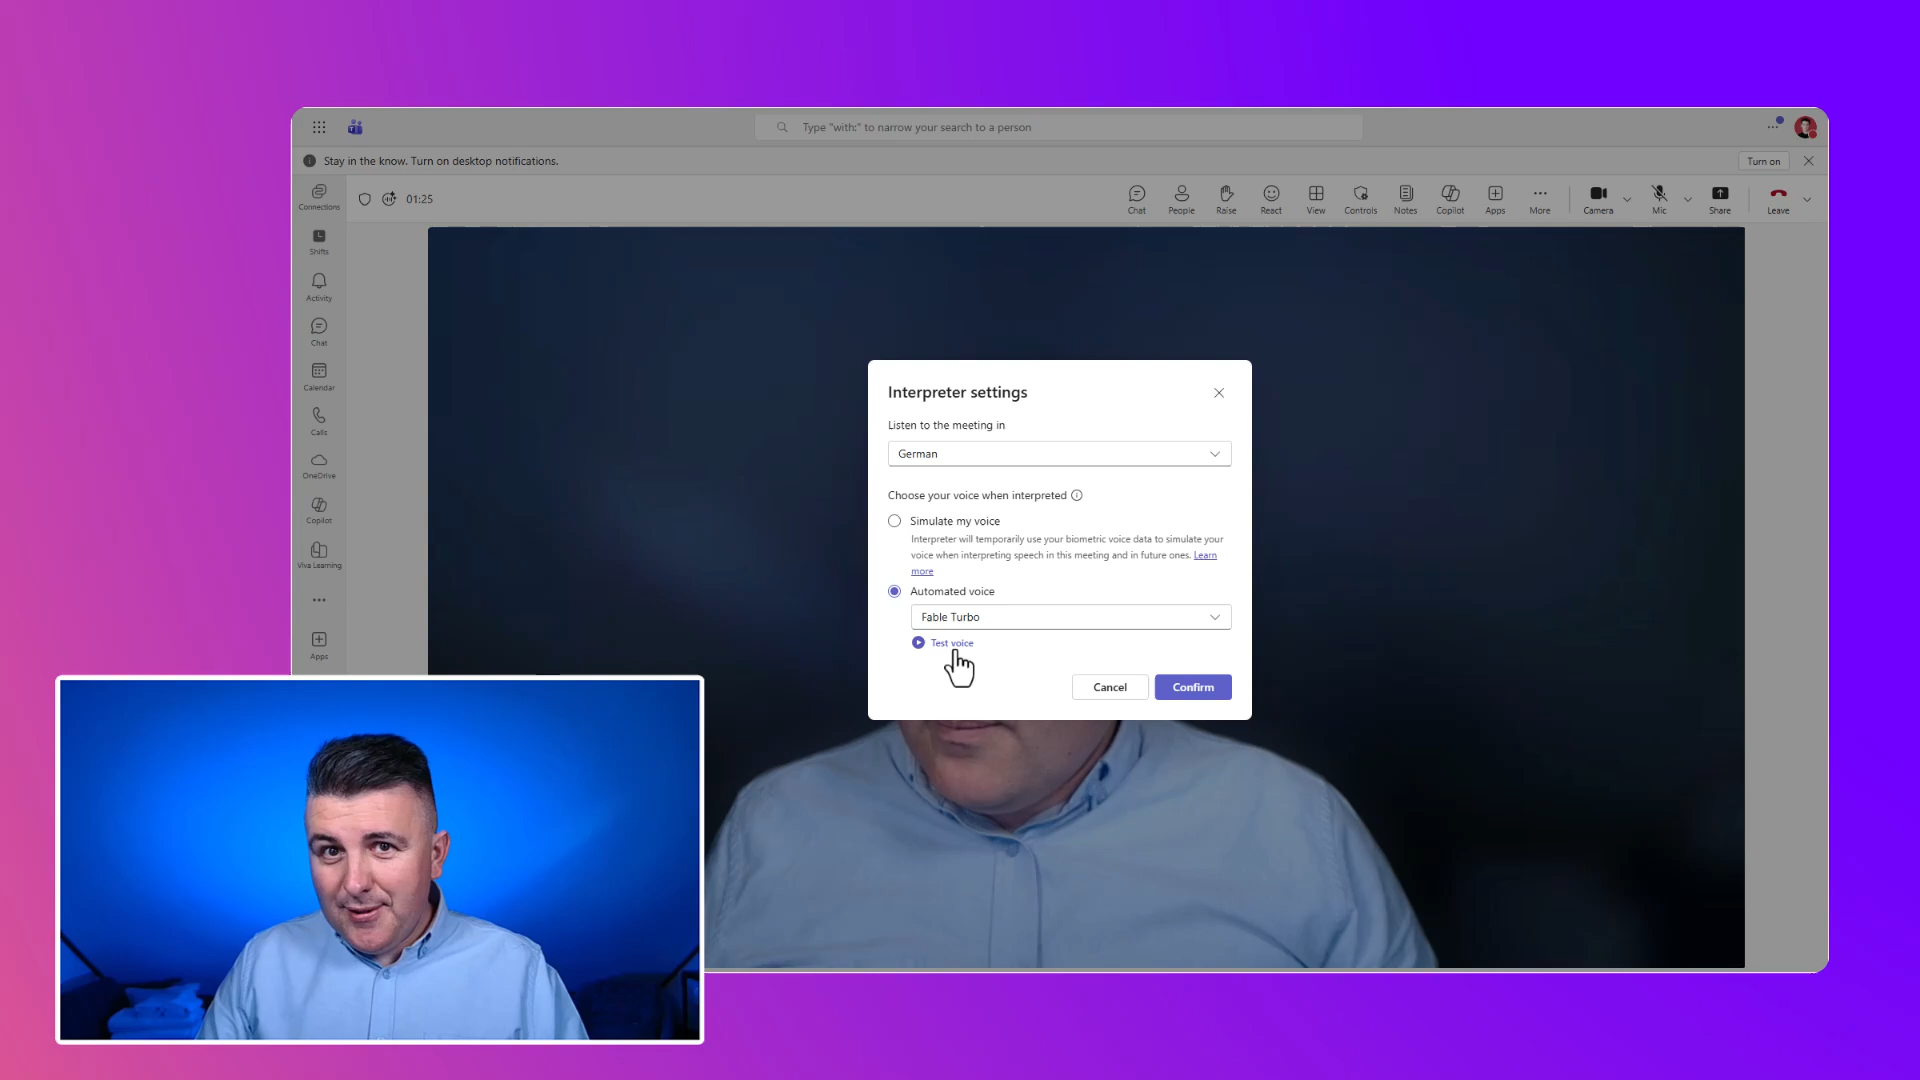 Type "with:" to narrow your search to a person
Stay in the know. Turn on desktop notifications.
Turn on
Connections
01:25
Chat
People
Raise
React
View
Controls
Notes
Copilot
Apps
More
Camera
Mic
Share
Leave
Shifts
Activity
Chat
Calendar
Calls
OneDrive
Copilot
Viva Learning
Apps
Interpreter settings
Listen to the meeting in
German
Choose your voice when interpreted
Simulate my voice
Interpreter will temporarily use your biometric voice data to simulate your
voice when interpreting speech in this meeting and in future ones. Learn
more
Automated voice
Fable Turbo
Test voice
Cancel
Confirm